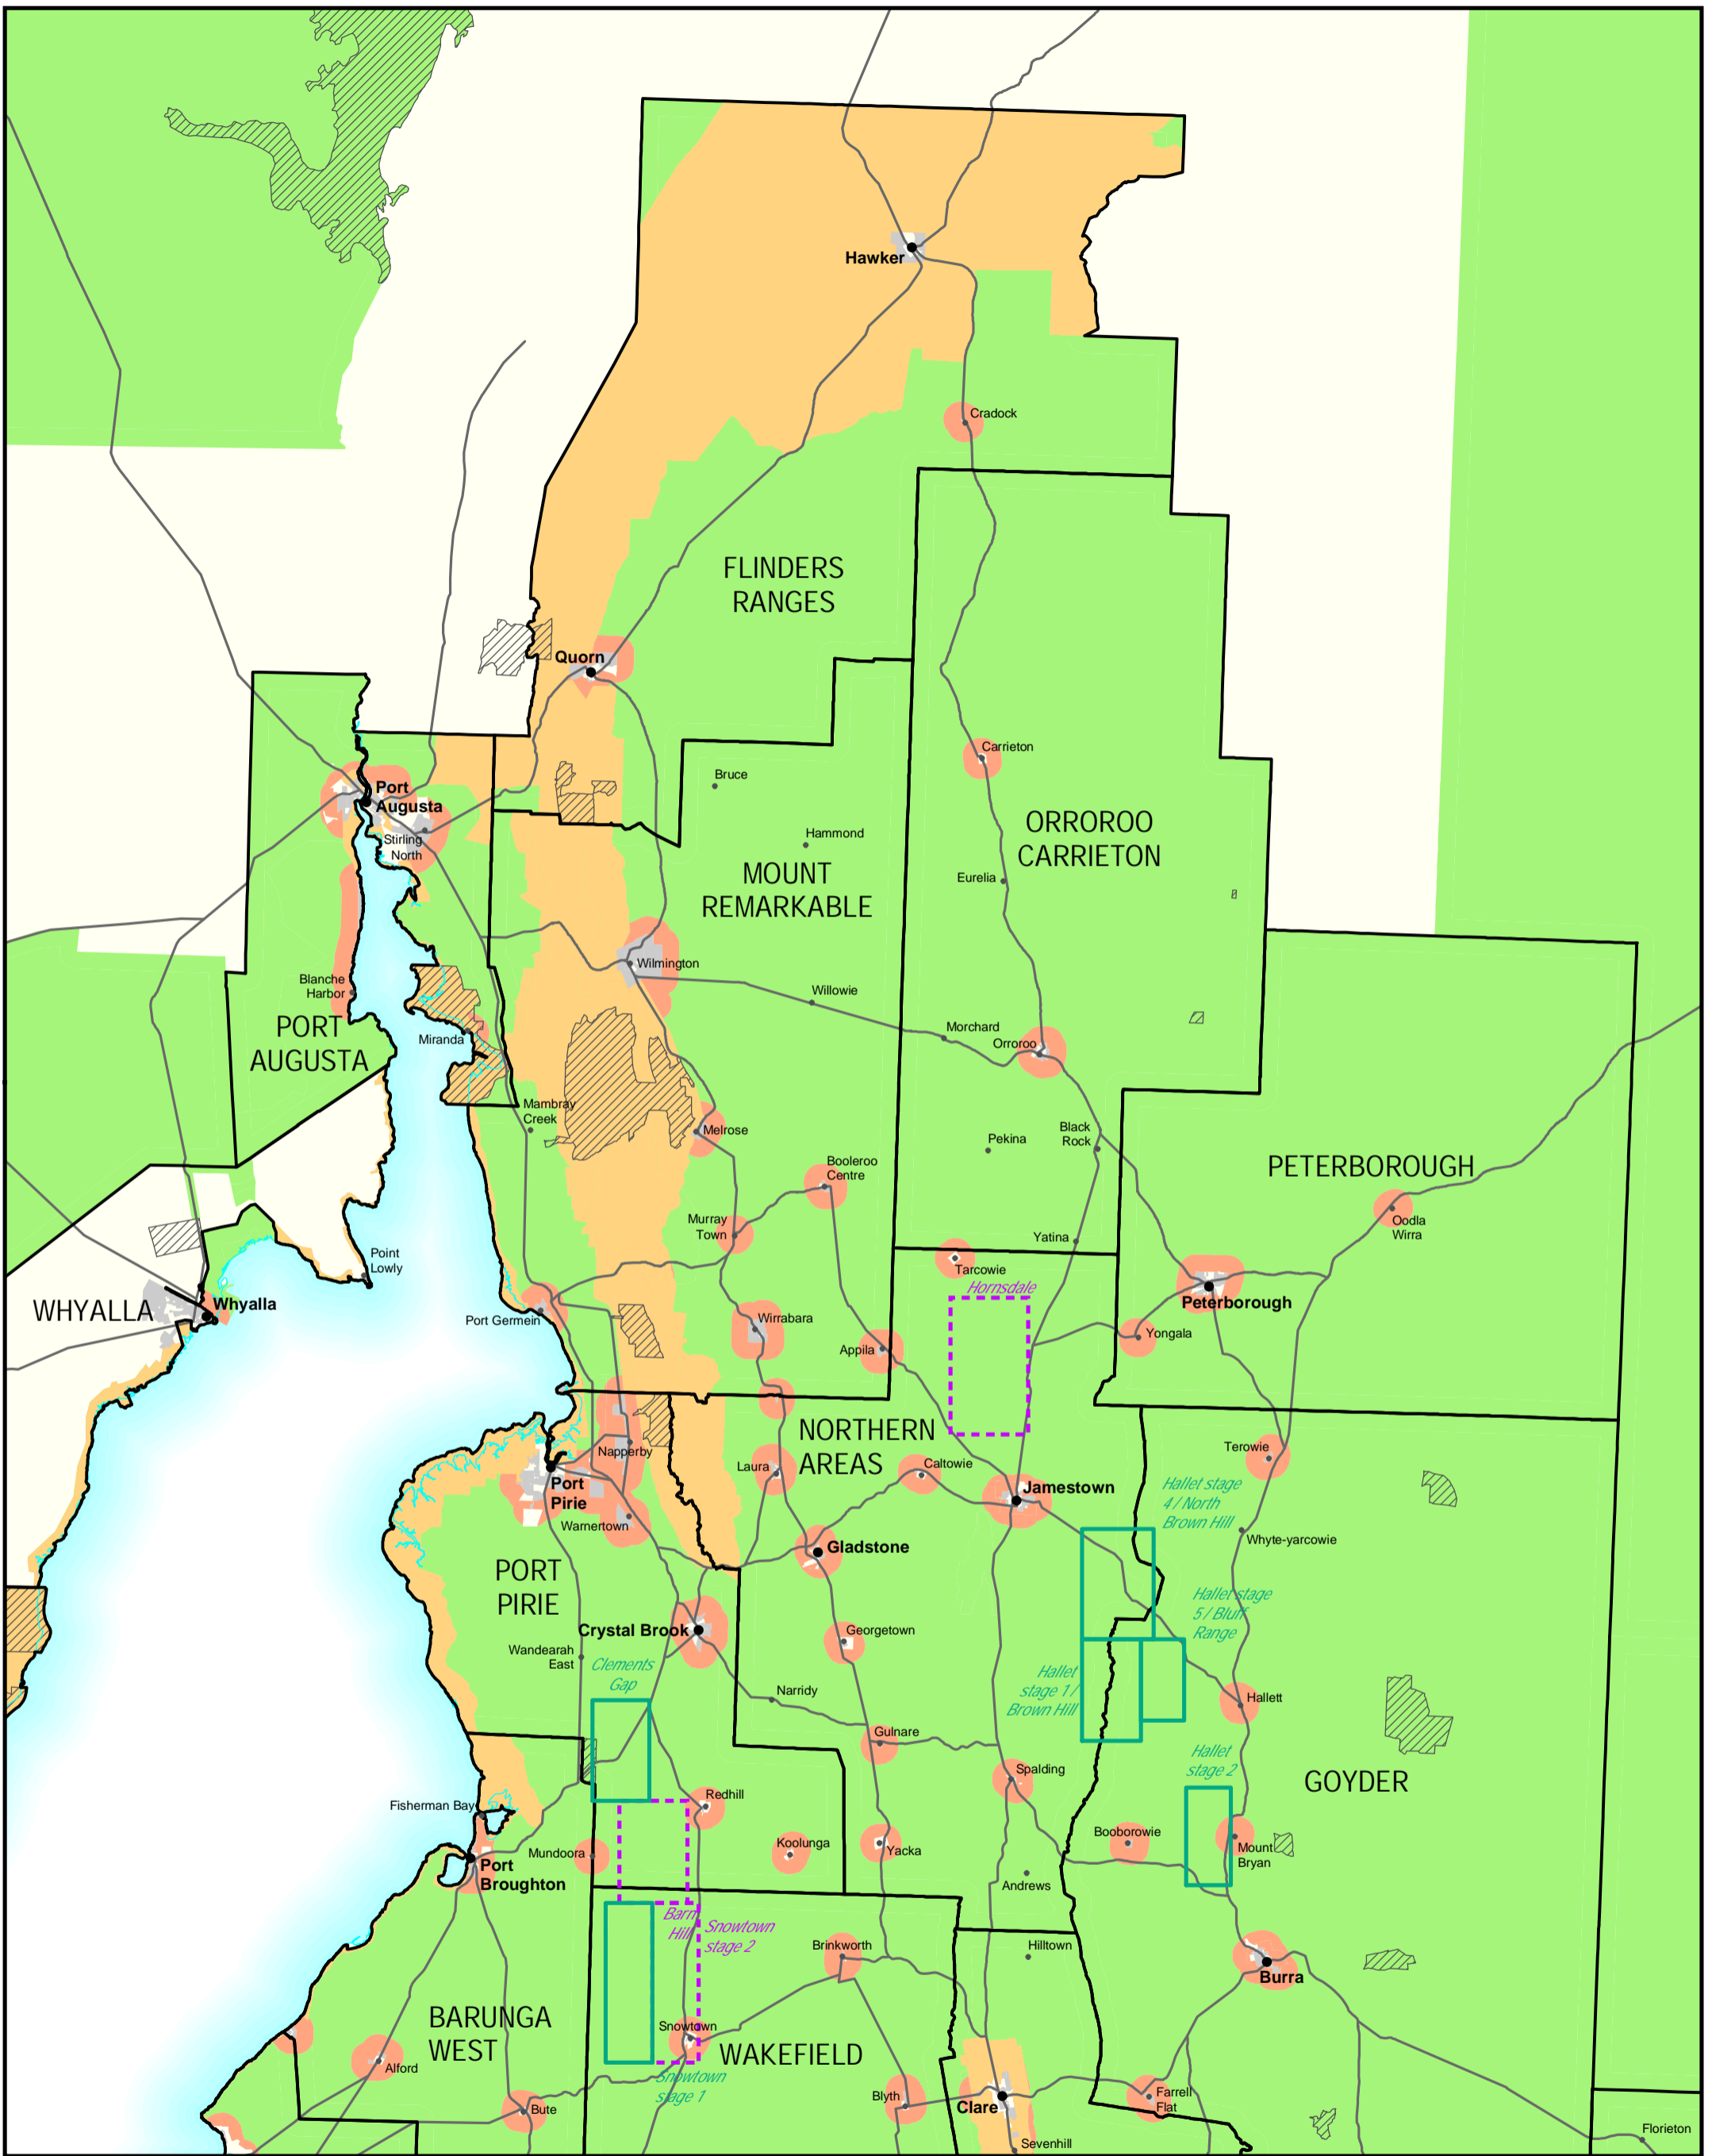 Hawker
Cradock
FLINDERS
RANGES
Quorn
Bruce
Carrieton
Port
Augusta
Stirling
North
Hammond
ORROROO
CARRIETON
MOUNT
REMARKABLE
Eurelia
Wilmington
Blanche
Harbor
Willowie
PORT
AUGUSTA
Miranda
Morchard
Orroroo
Mambray
Creek
Melrose
Black
Rock
Pekina
Booleroo
Centre
PETERBOROUGH
Murray
Town
Oodla
Wirra
Yatina
Point
Lowly
Tarcowie
Hornsdale
WHYALLA
Whyalla
Peterborough
Port Germein
Wirrabara
Appila
Yongala
NORTHERN
AREAS
Napperby
Laura
Caltowie
Terowie
Port
Pirie
Jamestown
Hallet stage
4 / North
Brown Hill
Warnertown
Gladstone
Whyte-yarcowie
PORT
PIRIE
Hallet stage
5 / Bluff
Range
Crystal Brook
Georgetown
Wandearah
East
Clements
Gap
Hallet
stage 1 /
Brown Hill
Narridy
Hallett
Gulnare
Hallet
stage 2
Spalding
GOYDER
Redhill
Fisherman Bay
Booborowie
Koolunga
Yacka
Mundoora
Mount
Bryan
Port
Broughton
Andrews
Barn
Hill
Snowtown
stage 2
Brinkworth
Hilltown
Burra
BARUNGA
WEST
Snowtown
WAKEFIELD
Alford
Snowtown
stage 1
Blyth
Clare
Farrell
Flat
Bute
Florieton
Sevenhill